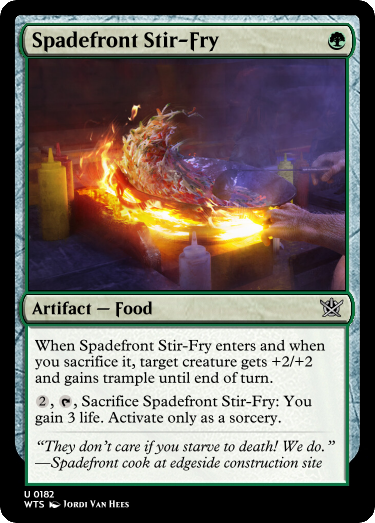 Spadefront Stir-Fry
Artifact — Food
When Spadefront Stir-Fry enters and when
you sacrifice it, target creature gets +2/+2
and gains trample until end of turn.
2, , Sacrifice Spadefront Stir-Fry: You
gain 3 life. Activate only as a sorcery.
“They don’t care if you starve to death! We do.”
—Spadefront cook at edgeside construction site
U 0182
WTS Jordi Van Hees